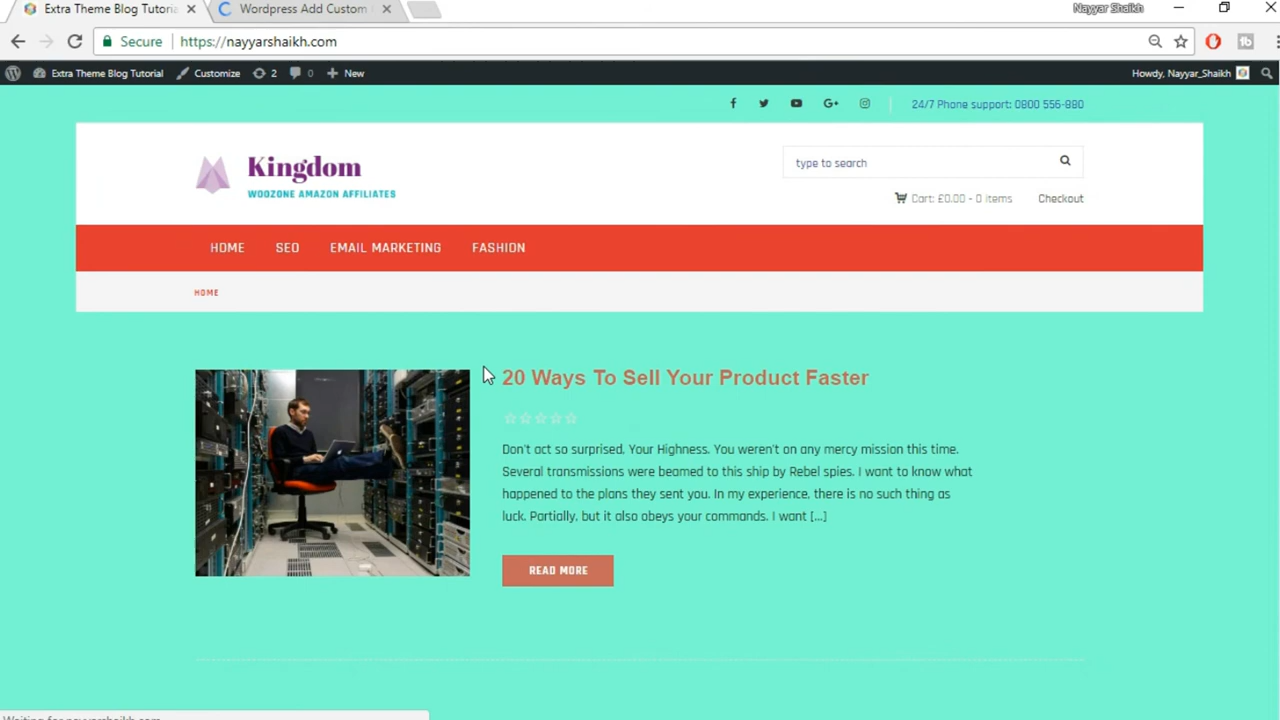 Extra Theme Blog Tutoria
Wordpress Add Custom
Nayyar Shaikh
Secure
https://nayyarshaikh.com
Extra Theme Blog Tutorial
Customize
2
0
New
Howdy, Nayyar_Shaikh
G+
24/7 Phone support: 0800 556-880
Kingdom
WOOZONE AMAZON AFFILIATES
type to search
Cart: £0.00 - 0 items
Checkout
HOME
SEO
EMAIL MARKETING
FASHION
HOME
20 Ways To Sell Your Product Faster
Don't act so surprised, Your Highness. You weren't on any mercy mission this time.
Several transmissions were beamed to this ship by Rebel spies. I want to know what
happened to the plans they sent you. In my experience, there is no such thing as
luck. Partially, but it also obeys your commands. I want [...]
READ MORE
Waiting for nayyarshaikh.com